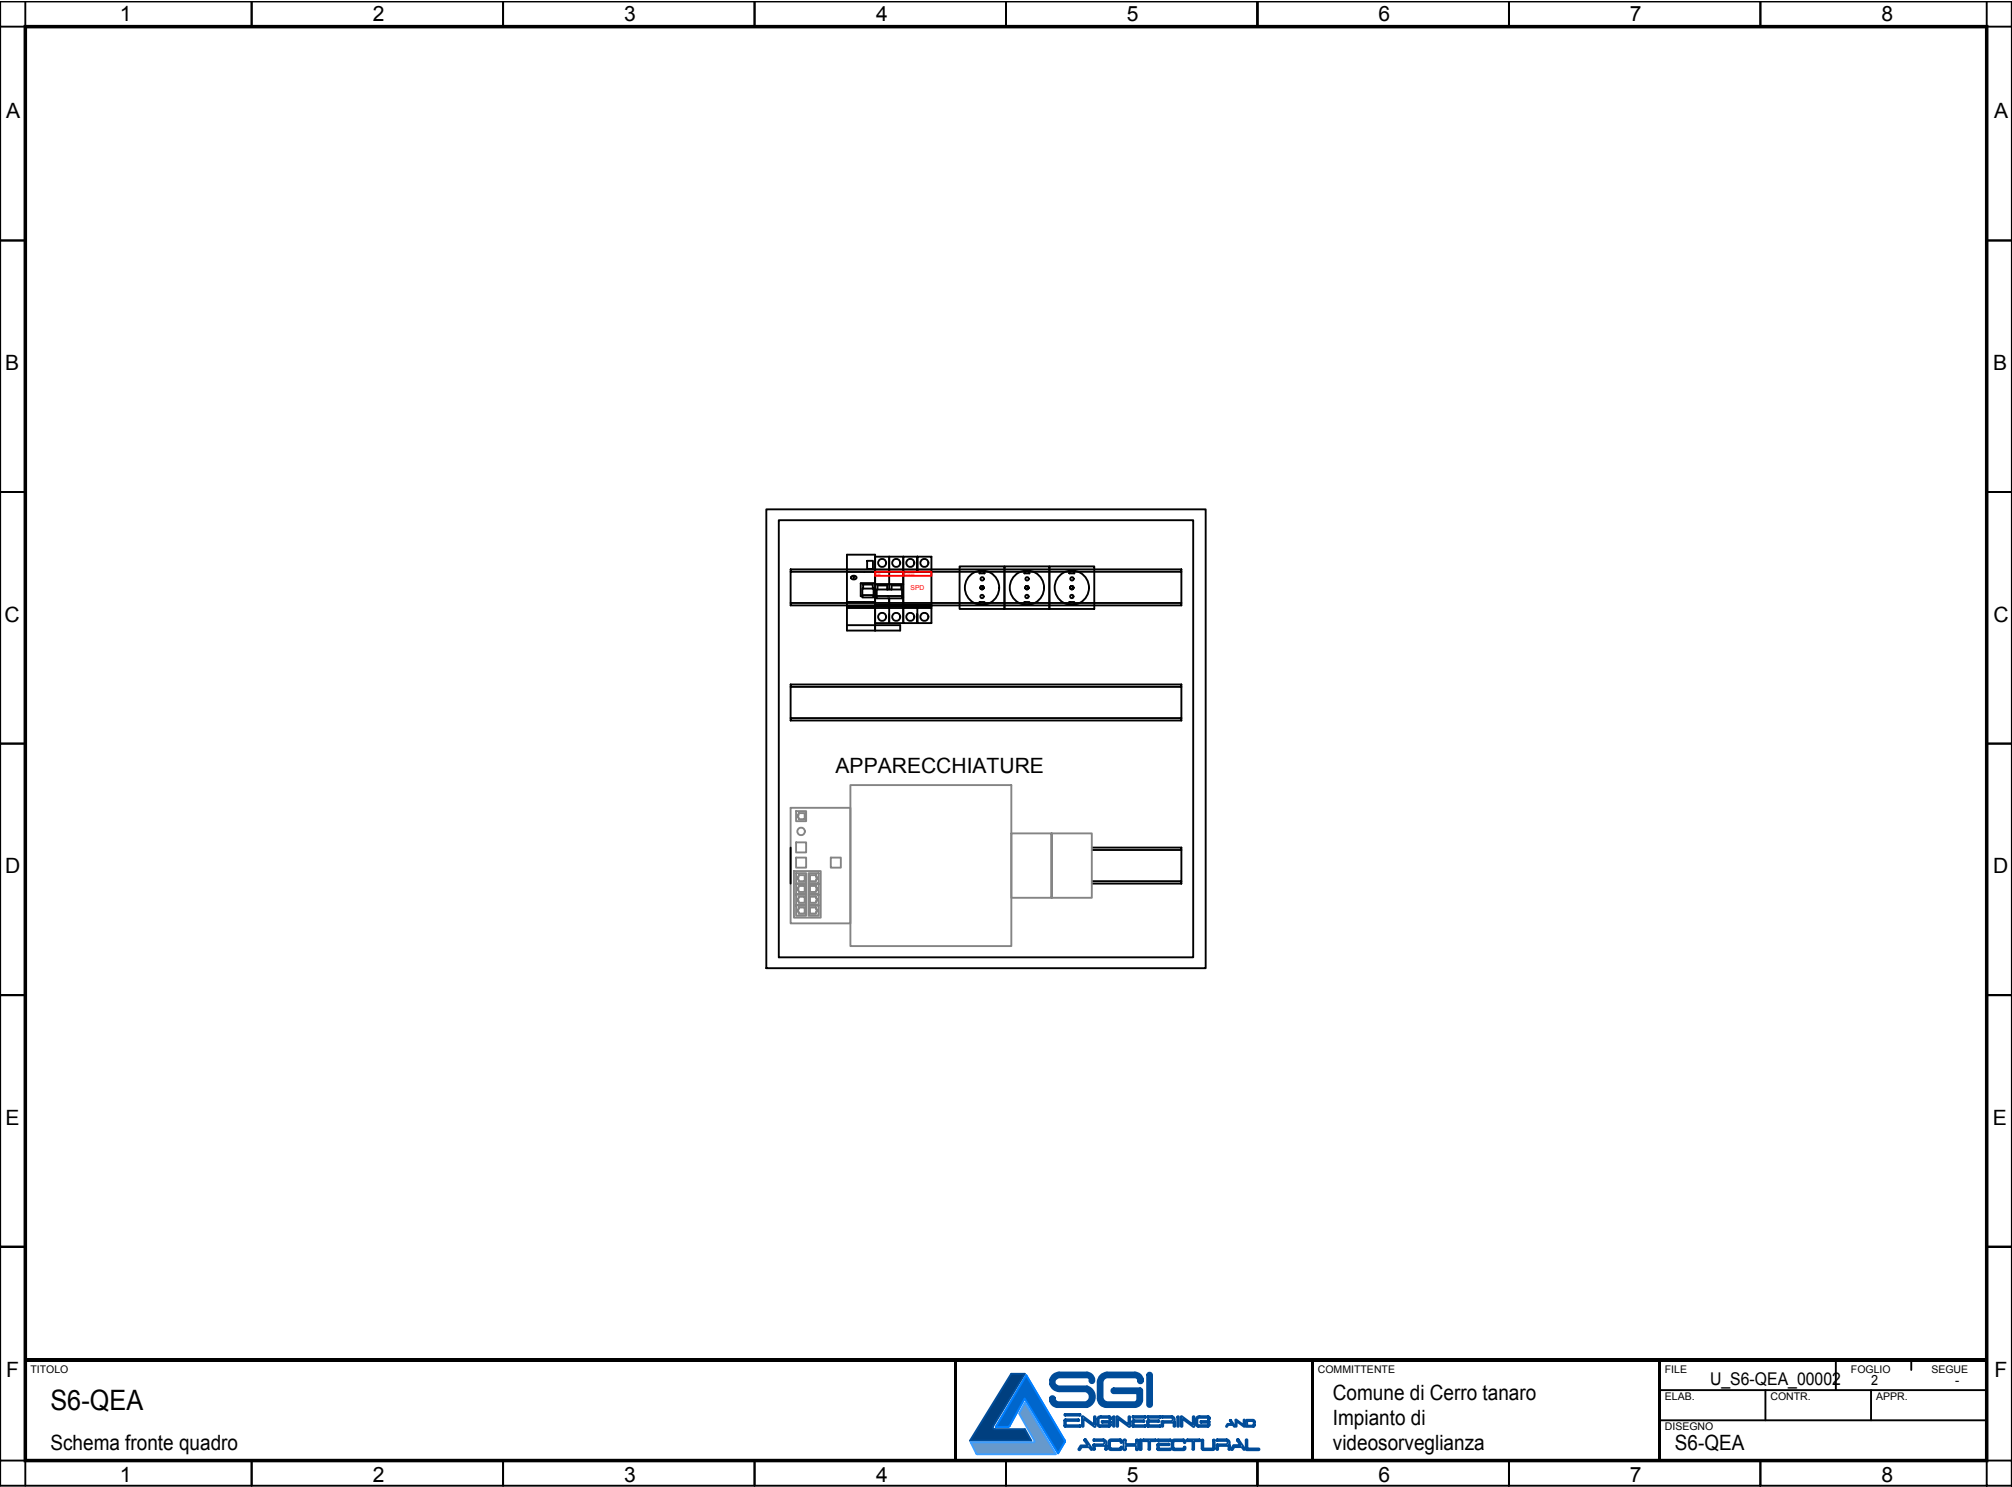 1 2 3 4 5 6 7 8
A A
B B
C C
SPD
APPARECCHIATURE
D D
E E
F F
TITOLO
S6-QEA
Schema fronte quadro
SGI
ENGINEERING AND
ARCHITECTURAL
COMMITTENTE
Comune di Cerro tanaro
Impianto di
videosorveglianza
FILE U_S6-QEA_00002 FOGLIO 2 SEGUE -
ELAB. CONTR. APPR.
DISEGNO
S6-QEA
1 2 3 4 5 6 7 8